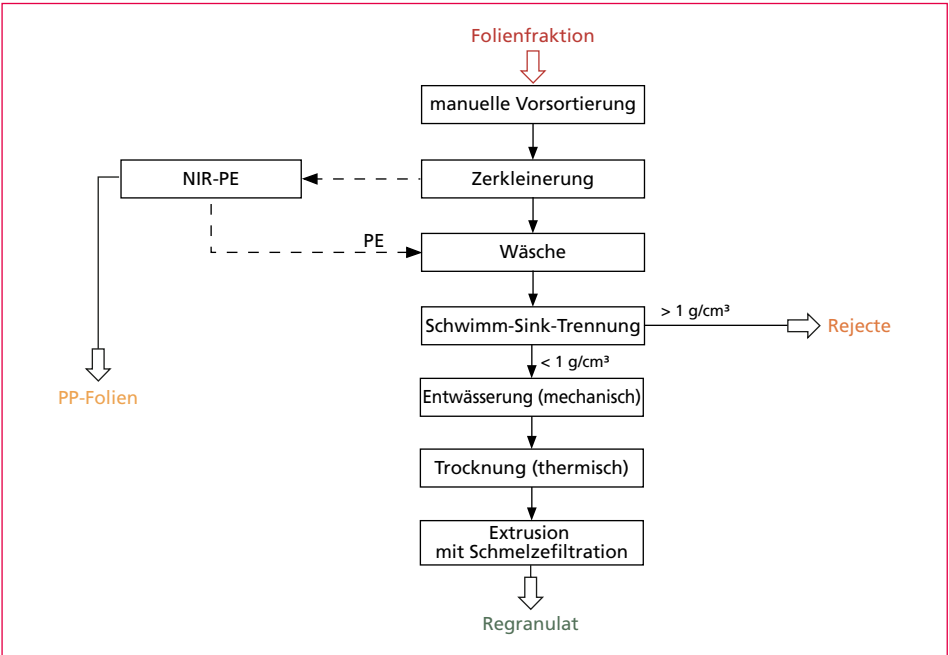 Folienfraktion
manuelle Vorsortierung
NIR-PE
Zerkleinerung
PE
Wäsche
Schwimm-Sink-Trennung
> 1 g/cm³
Rejecte
< 1 g/cm³
PP-Folien
Entwässerung (mechanisch)
Trocknung (thermisch)
Extrusion
mit Schmelzefiltration
Regranulat